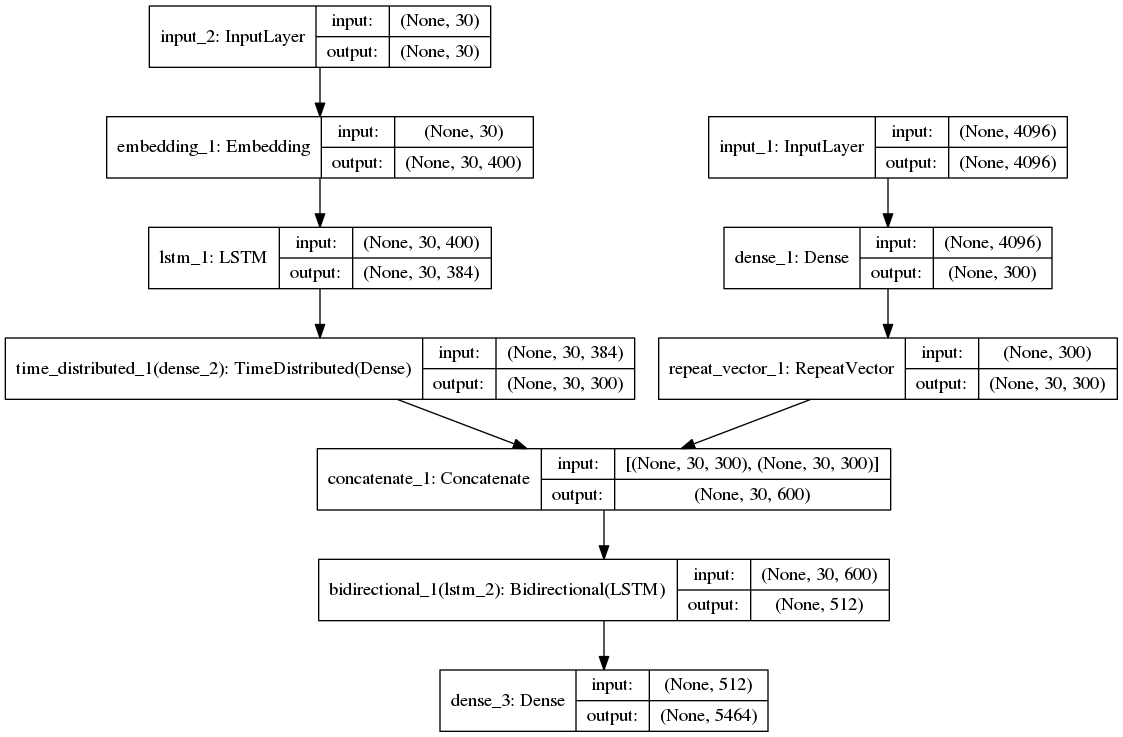 input_2: InputLayer
input: (None, 30)
output: (None, 30)
embedding_1: Embedding
input: (None, 30)
output: (None, 30, 400)
input_1: InputLayer
input: (None, 4096)
output: (None, 4096)
lstm_1: LSTM
input: (None, 30, 400)
output: (None, 30, 384)
dense_1: Dense
input: (None, 4096)
output: (None, 300)
time_distributed_1(dense_2): TimeDistributed(Dense)
input: (None, 30, 384)
output: (None, 30, 300)
repeat_vector_1: RepeatVector
input: (None, 300)
output: (None, 30, 300)
concatenate_1: Concatenate
input: [(None, 30, 300), (None, 30, 300)]
output: (None, 30, 600)
bidirectional_1(lstm_2): Bidirectional(LSTM)
input: (None, 30, 600)
output: (None, 512)
dense_3: Dense
input: (None, 512)
output: (None, 5464)